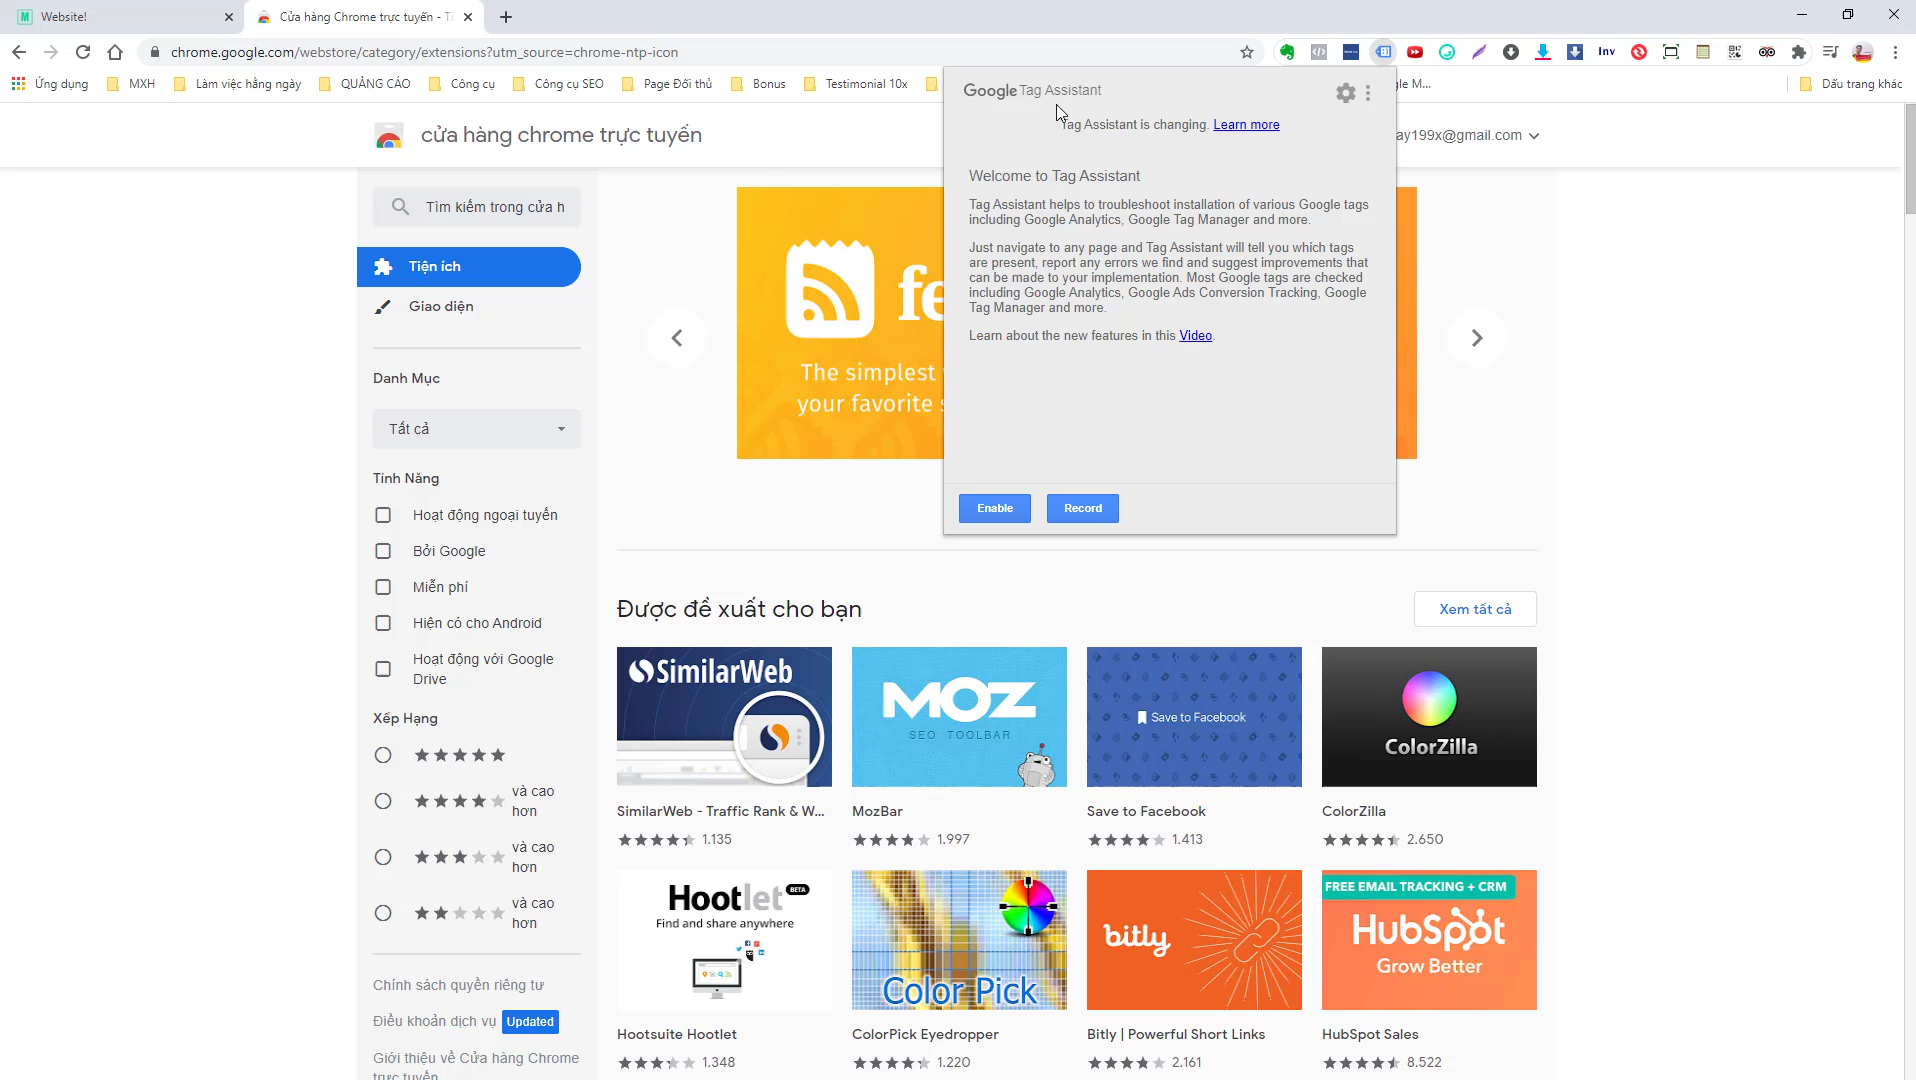 Website!
Cửa hàng Chrome trực tuyến - Ti
chrome.google.com/webstore/category/extensions?utm_source=chrome-ntp-icon
Inv
Ứng dụng
MXH
Làm việc hằng ngày
QUẢNG CÁO
Công cụ
Công cụ SEO
Page Đối thủ
Bonus
Testimonial 10x
gle M...
Dấu trang khác
cửa hàng chrome trực tuyến
ay199x@gmail.com
Google Tag Assistant
Tag Assistant is changing. Learn more
Welcome to Tag Assistant
Tag Assistant helps to troubleshoot installation of various Google tags
including Google Analytics, Google Tag Manager and more.
Just navigate to any page and Tag Assistant will tell you which tags
are present, report any errors we find and suggest improvements that
can be made to your implementation. Most Google tags are checked
including Google Analytics, Google Ads Conversion Tracking, Google
Tag Manager and more.
Learn about the new features in this Video.
Enable
Record
Tìm kiếm trong cửa h
Tiện ích
Giao diện
Danh Mục
Tất cả
Tính Năng
Hoạt động ngoại tuyến
Bởi Google
Miễn phí
Hiện có cho Android
Hoạt động với Google
Drive
Xếp Hạng
và cao
hơn
và cao
hơn
và cao
hơn
Chính sách quyền riêng tư
Điều khoản dịch vụ Updated
Giới thiệu về Cửa hàng Chrome
trực tuyến
fe
The simplest
your favorite s
Được đề xuất cho bạn
Xem tất cả
SimilarWeb
MOZ
SEO TOOLBAR
Save to Facebook
ColorZilla
SimilarWeb - Traffic Rank & W...
MozBar
Save to Facebook
ColorZilla
1.135
1.997
1.413
2.650
Hootlet BETA
Find and share anywhere
Color Pick
bitly
FREE EMAIL TRACKING + CRM
HubSpot
Grow Better
Hootsuite Hootlet
ColorPick Eyedropper
Bitly | Powerful Short Links
HubSpot Sales
1.348
1.220
2.161
8.522